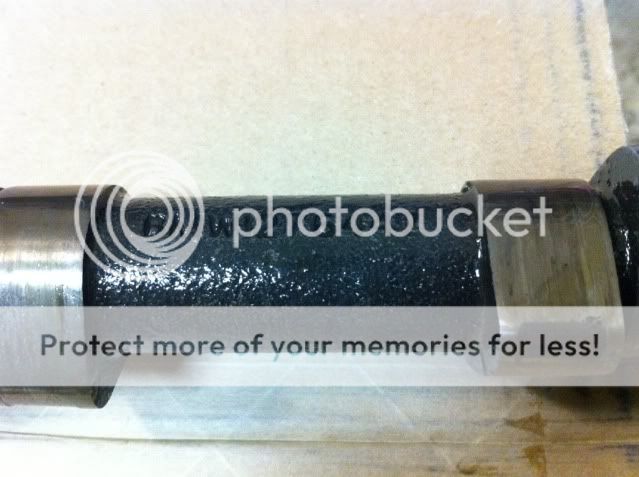 photobucket
Protect more of your memories for less!